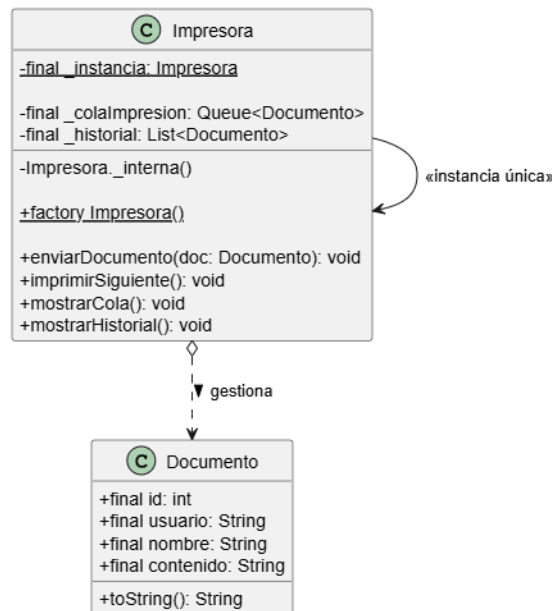 C Impresora
-final _instancia: Impresora
-final _colaImpresion: Queue<Documento>
-final _historial: List<Documento>
-Impresora._interna()
«instancia única»
+factory Impresora()
+enviarDocumento(doc: Documento): void
+imprimirSiguiente(): void
+mostrarCola(): void
+mostrarHistorial(): void
gestiona
C Documento
+final id: int
+final usuario: String
+final nombre: String
+final contenido: String
+toString(): String